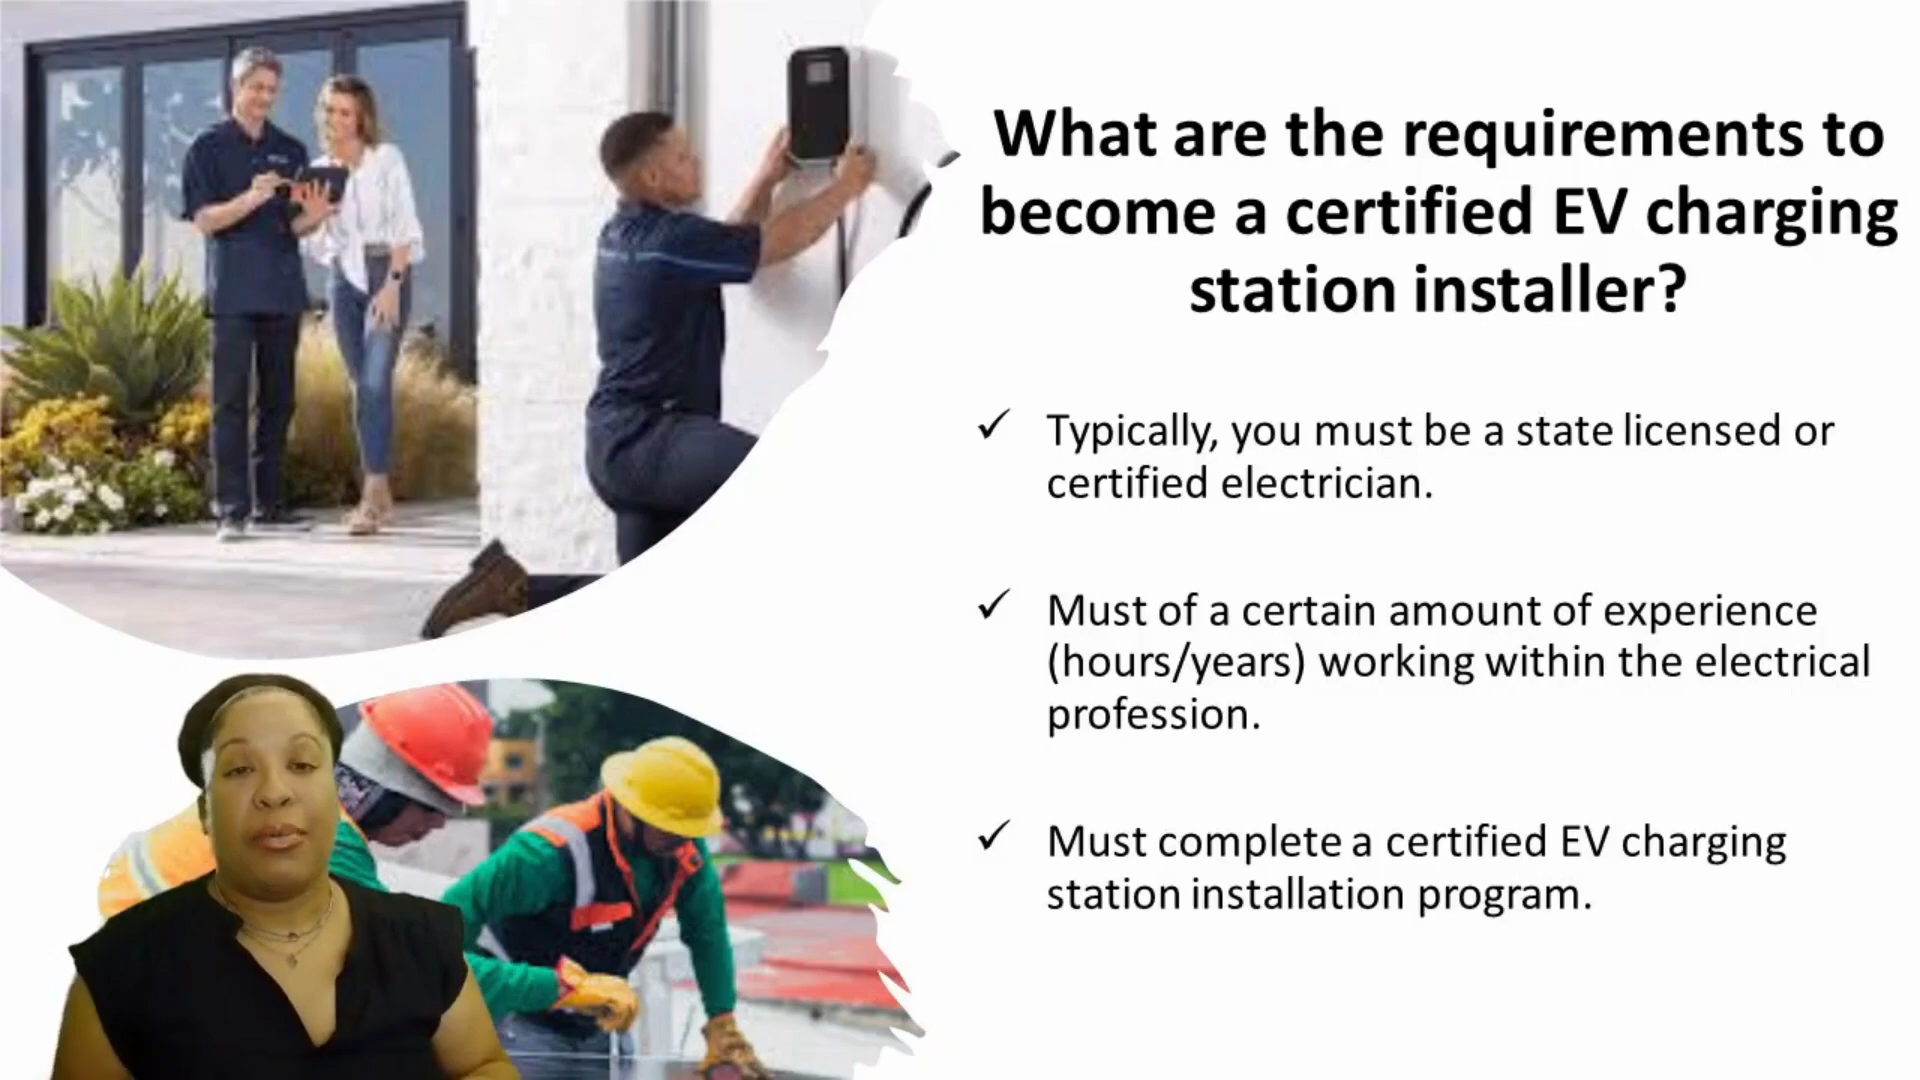 What are the requirements to
become a certified EV charging
station installer?
✓ Typically, you must be a state licensed or
certified electrician.
✓ Must of a certain amount of experience
(hours/years) working within the electrical
profession.
✓ Must complete a certified EV charging
station installation program.